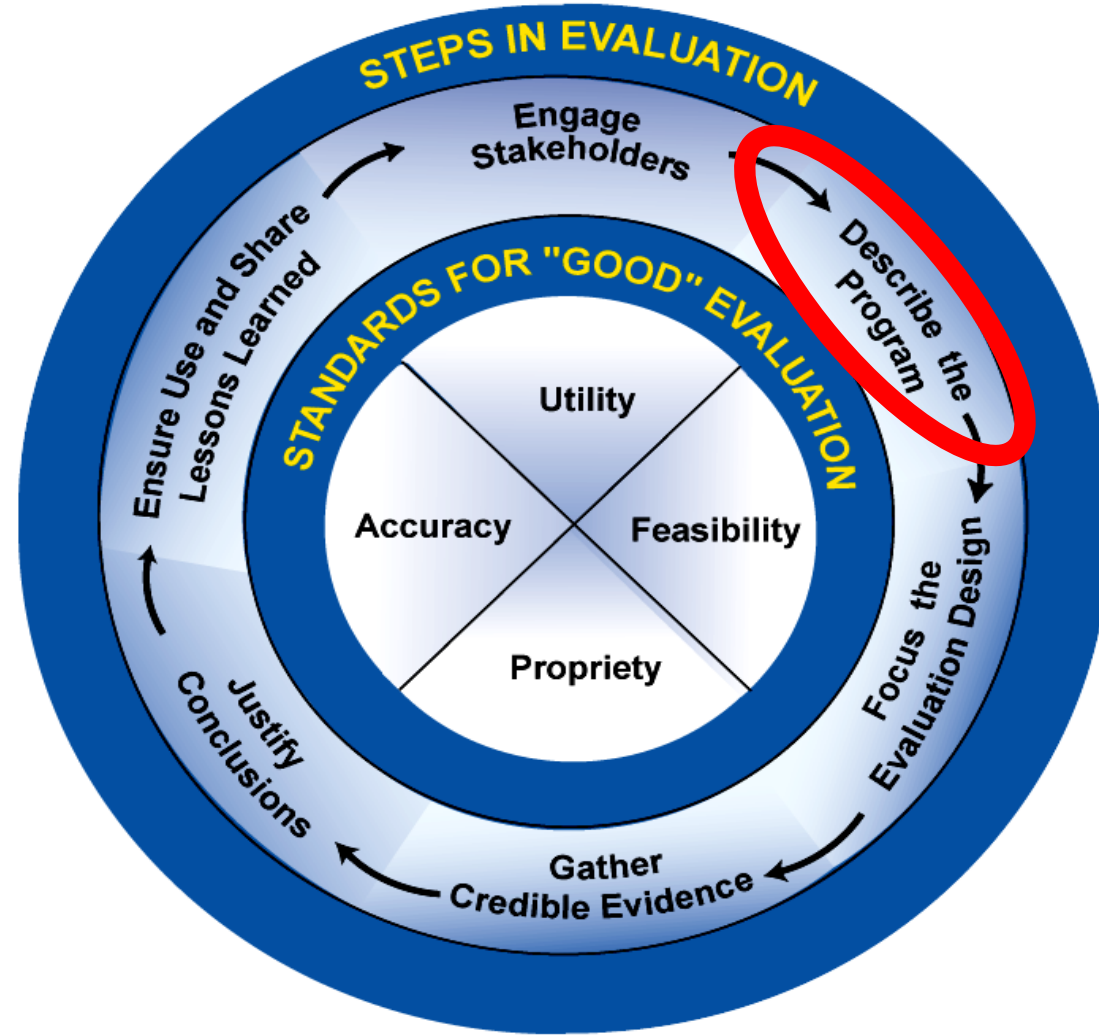 STEPS IN EVALUATION
Engage
Stakeholders
Describe the
Program
Focus the
Evaluation Design
Gather
Credible Evidence
Justify
Conclusions
Ensure Use and Share
Lessons Learned
STANDARDS FOR "GOOD" EVALUATION
Utility
Feasibility
Propriety
Accuracy